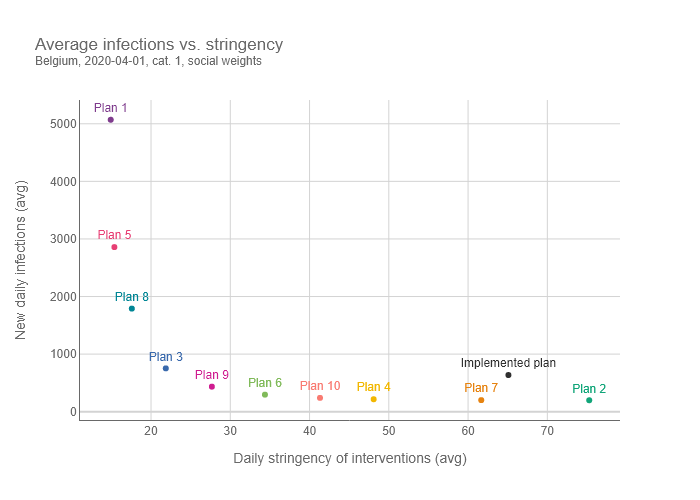 Average infections vs. stringency
Belgium, 2020-04-01, cat. 1, social weights
Plan 1
5000
4000
Plan 5
3000
Plan 8
2000
Plan 3
1000
Implemented plan
Plan 9
Plan 6
Plan 10
Plan 4
Plan 7
Plan 2
0
New daily infections (avg)
20 30 40 50 60 70
Daily stringency of interventions (avg)